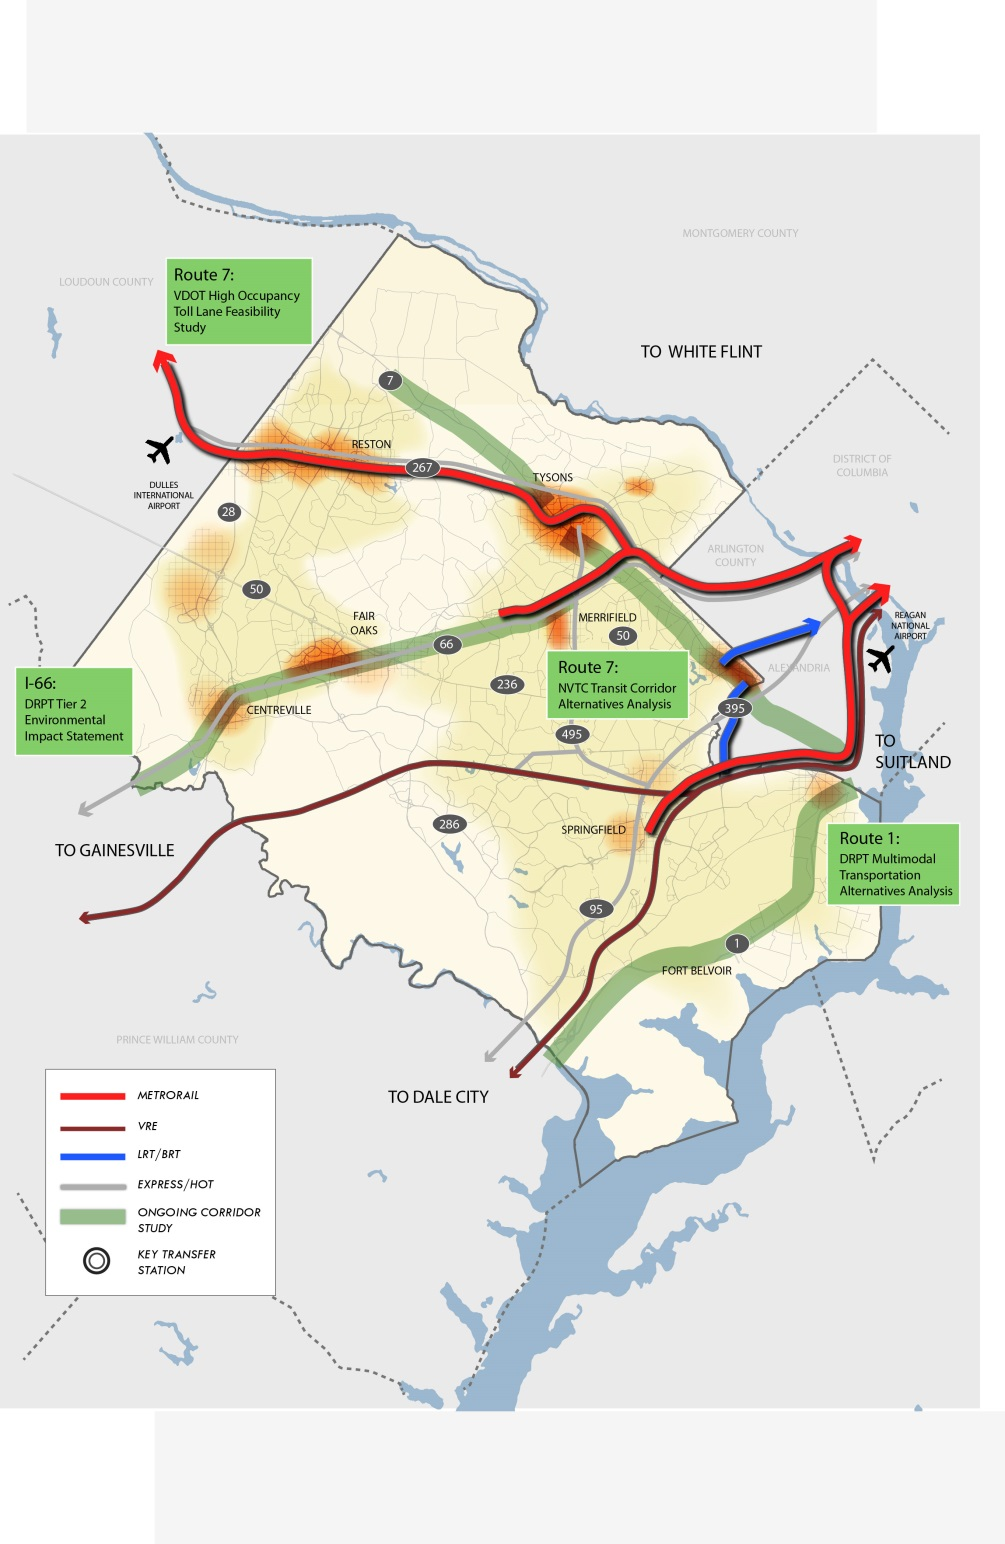 MONTGOMERY COUNTY
LOUDOUN COUNTY
Route 7:
VDOT High Occupancy
Toll Lane Feasibility
Study
TO WHITE FLINT
7
RESTON
267
TYSONS
DISTRICT OF
COLUMBIA
DULLES
INTERNATIONAL
AIRPORT
28
ARLINGTON
COUNTY
50
FAIR
OAKS
MERRIFIELD
50
REAGAN
NATIONAL
AIRPORT
66
Route 7:
NVTC Transit Corridor
Alternatives Analysis
ALEXANDRIA
I-66:
DRPT Tier 2
Environmental
Impact Statement
236
CENTREVILLE
395
495
TO
SUITLAND
286
SPRINGFIELD
TO GAINESVILLE
Route 1:
DRPT Multimodal
Transportation
Alternatives Analysis
95
1
FORT BELVOIR
PRINCE WILLIAM COUNTY
TO DALE CITY
METRORAIL
VRE
LRT/BRT
EXPRESS/HOT
ONGOING CORRIDOR
STUDY
KEY TRANSFER
STATION